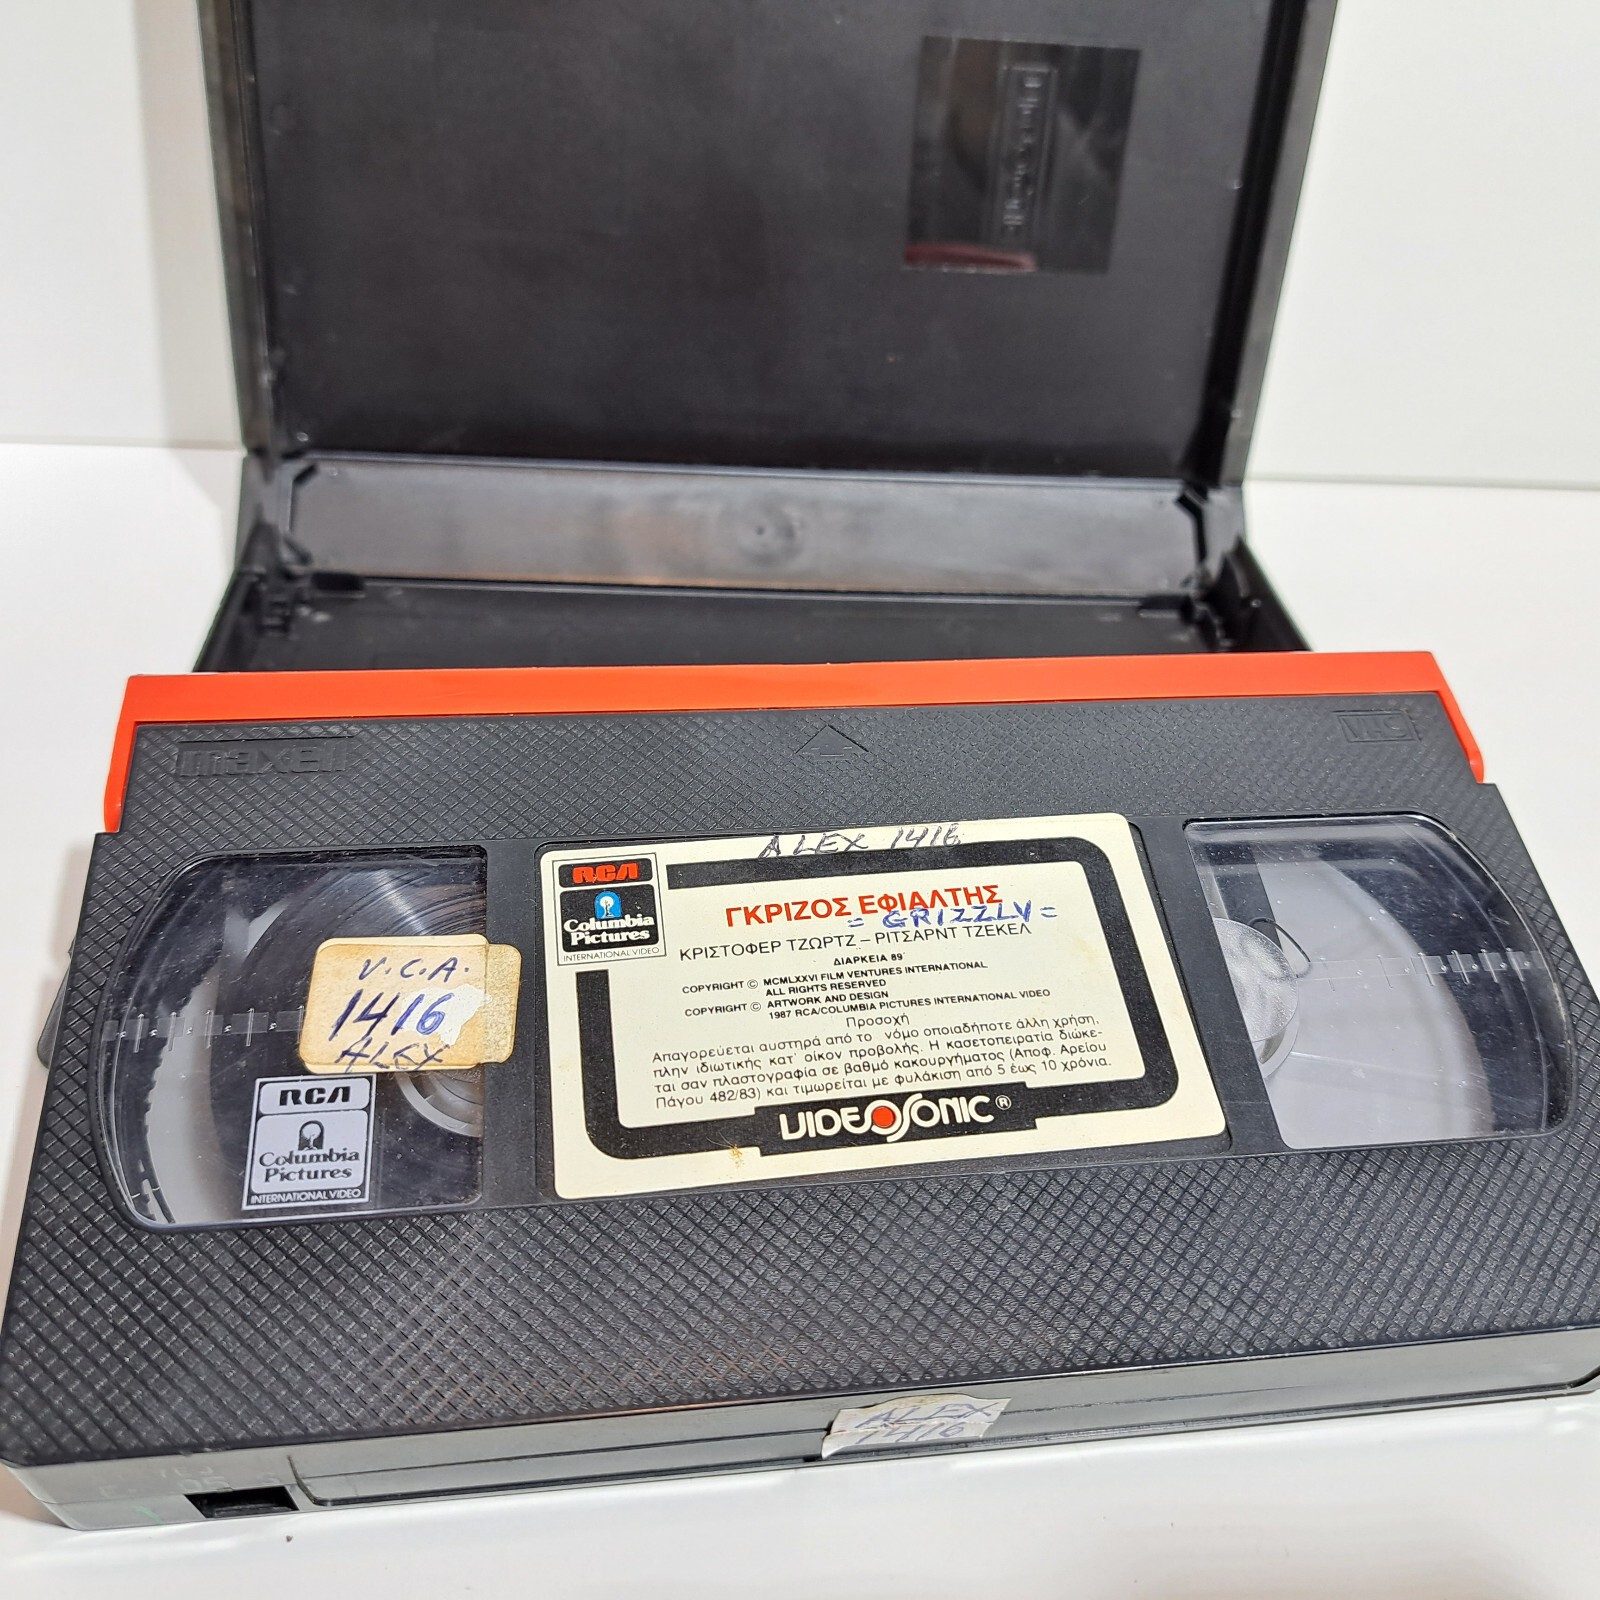 maxell
VHS
ALEX 1416
RCA
Columbia
Pictures
INTERNATIONAL VIDEO
ΓΚΡΙΖΟΣ ΕΦΙΑΛΤΗΣ
= GRIZZLY =
ΚΡΙΣΤΟΦΕΡ ΤΖΩΡΤΖ – ΡΙΤΣΑΡΝΤ ΤΖΕΚΕΛ
ΔΙΑΡΚΕΙΑ 89΄
COPYRIGHT © MCMLXXVI FILM VENTURES INTERNATIONAL
ALL RIGHTS RESERVED
COPYRIGHT © ARTWORK AND DESIGN
1987 RCA/COLUMBIA PICTURES INTERNATIONAL VIDEO
Προσοχή
Απαγορεύεται αυστηρά από το νόμο οποιαδήποτε άλλη χρήση,
πλην ιδιωτικής κατ' οίκον προβολής. Η κασετοπειρατία διώκε-
ται σαν πλαστογραφία σε βαθμό κακουργήματος (Αποφ. Αρείου
Πάγου 482/83) και τιμωρείται με φυλάκιση από 5 έως 10 χρόνια.
VIDEOSONIC ®
V.C.A.
1416
ALEX
RCA
Columbia
Pictures
INTERNATIONAL VIDEO
ALEX
1416